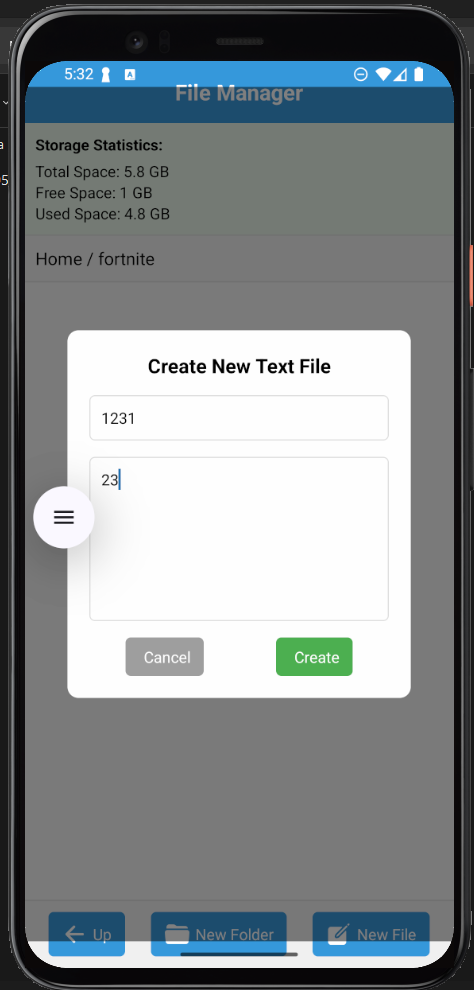 5:32
File Manager
Storage Statistics:
Total Space: 5.8 GB
Free Space: 1 GB
Used Space: 4.8 GB
Home / fortnite
Create New Text File
1231
23
Cancel
Create
Up
New Folder
New File